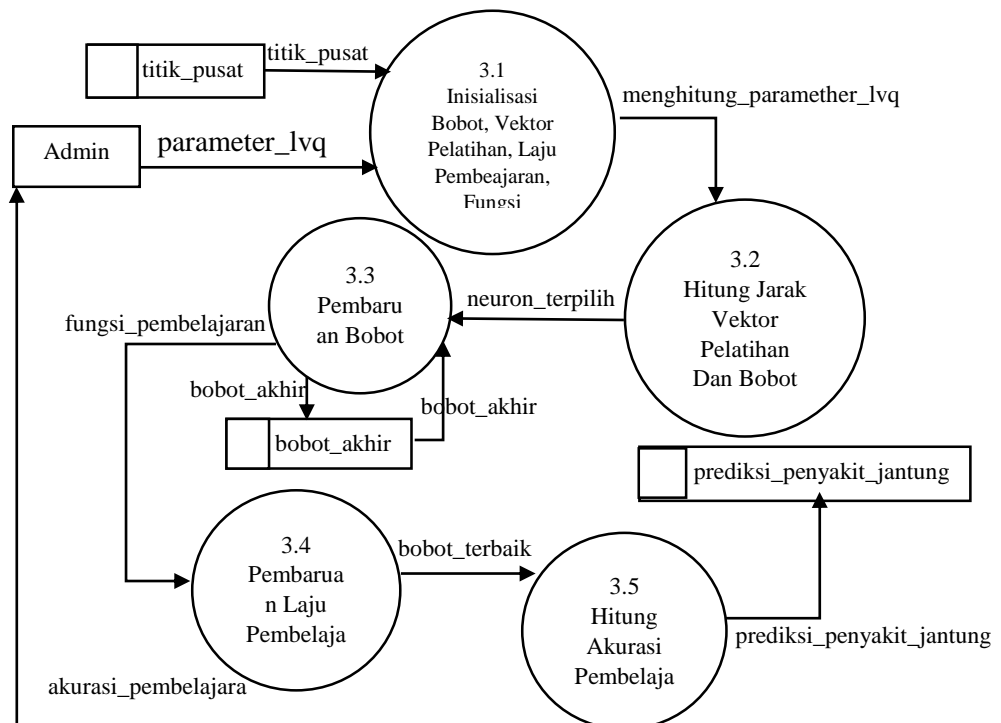 titik_pusat
titik_pusat
3.1
Inisialisasi
Bobot, Vektor
Pelatihan, Laju
Pembeajaran,
Fungsi
menghitung_paramether_lvq
Admin
parameter_lvq
3.2
Hitung Jarak
Vektor
Pelatihan
Dan Bobot
3.3
Pembaru
an Bobot
neuron_terpilih
fungsi_pembelajaran
bobot_akhir
bobot_akhir
bobot_akhir
prediksi_penyakit_jantung
3.4
Pembarua
n Laju
Pembelaja
bobot_terbaik
3.5
Hitung
Akurasi
Pembelaja
prediksi_penyakit_jantung
akurasi_pembelajara